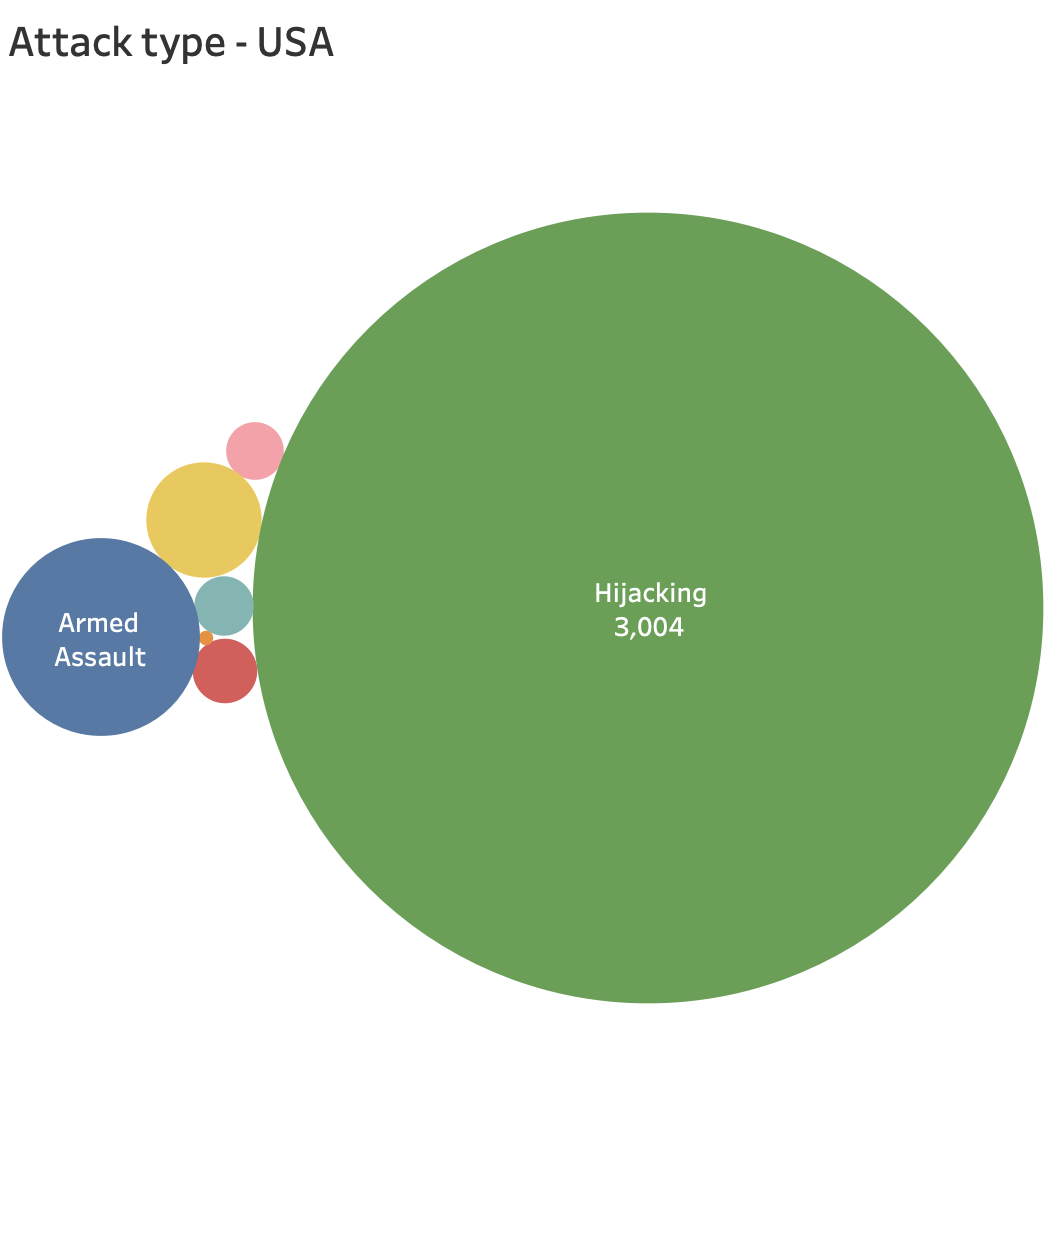 Attack type - USA
Hijacking
3,004
Armed
Assault